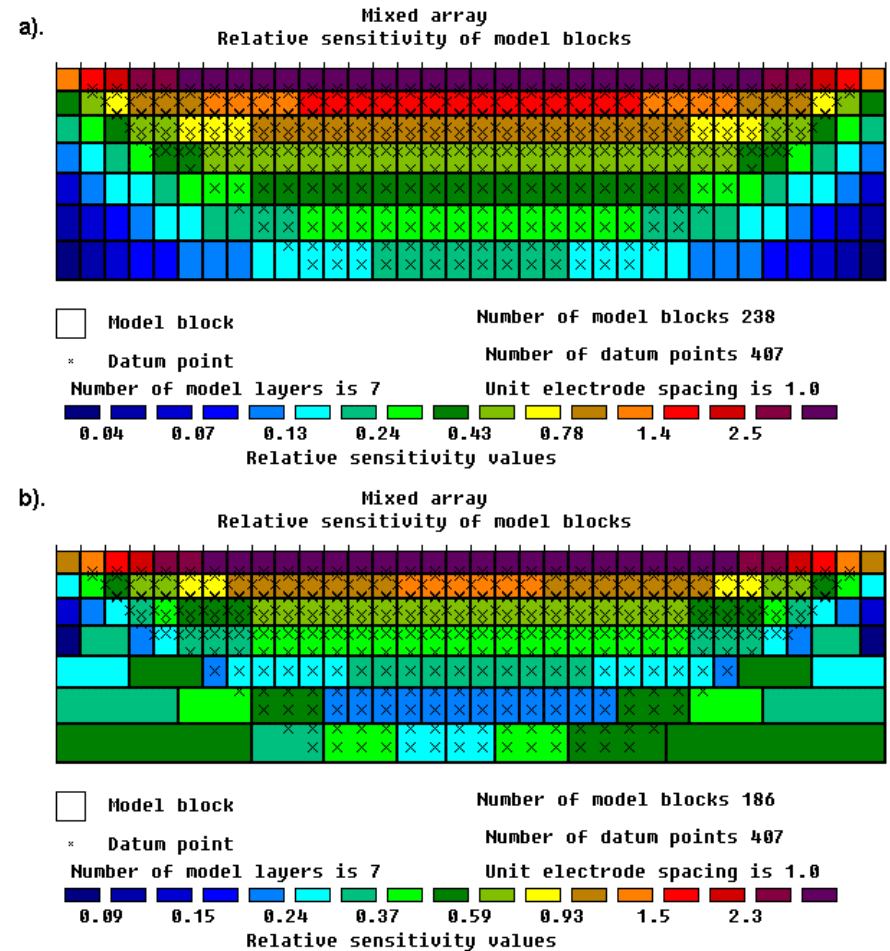 a).
Mixed array
Relative sensitivity of model blocks
Model block
Number of model blocks 238
Datum point
Number of datum points 407
Number of model layers is 7
Unit electrode spacing is 1.0
0.04 0.07 0.13 0.24 0.43 0.78 1.4 2.5
Relative sensitivity values
b).
Mixed array
Relative sensitivity of model blocks
Model block
Number of model blocks 186
Datum point
Number of datum points 407
Number of model layers is 7
Unit electrode spacing is 1.0
0.09 0.15 0.24 0.37 0.59 0.93 1.5 2.3
Relative sensitivity values